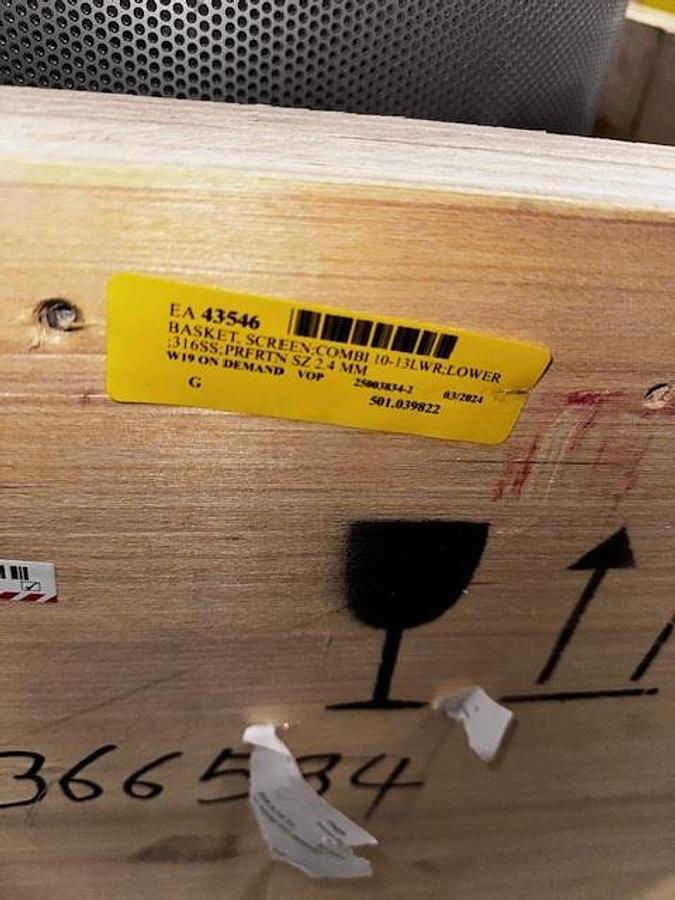 EA 43546
BASKET, SCREEN;COMBI 10-13LWR;LOWER
;316SS;PRFRTN SZ 2.4 MM
W19 ON DEMAND VOP 25003834-2 03/2024
G 501.039822
366534